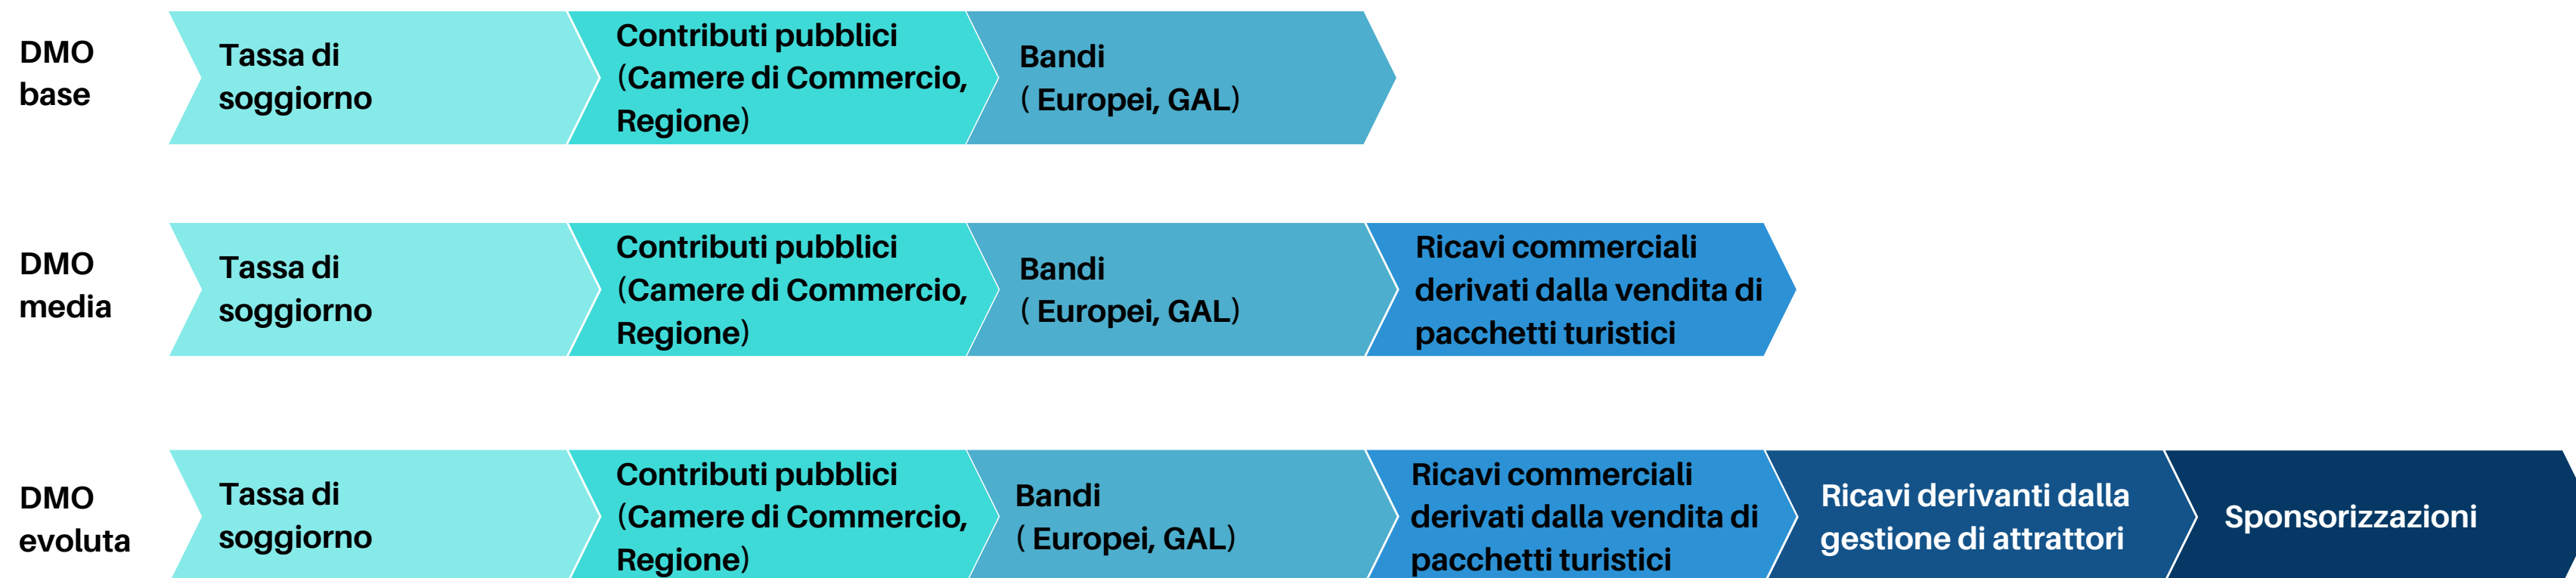 DMO
base
Tassa di
soggiorno
Contributi pubblici
(Camere di Commercio,
Regione)
Bandi
( Europei, GAL)
DMO
media
Tassa di
soggiorno
Contributi pubblici
(Camere di Commercio,
Regione)
Bandi
( Europei, GAL)
Ricavi commerciali
derivati dalla vendita di
pacchetti turistici
DMO
evoluta
Tassa di
soggiorno
Contributi pubblici
(Camere di Commercio,
Regione)
Bandi
( Europei, GAL)
Ricavi commerciali
derivati dalla vendita di
pacchetti turistici
Ricavi derivanti dalla
gestione di attrattori
Sponsorizzazioni